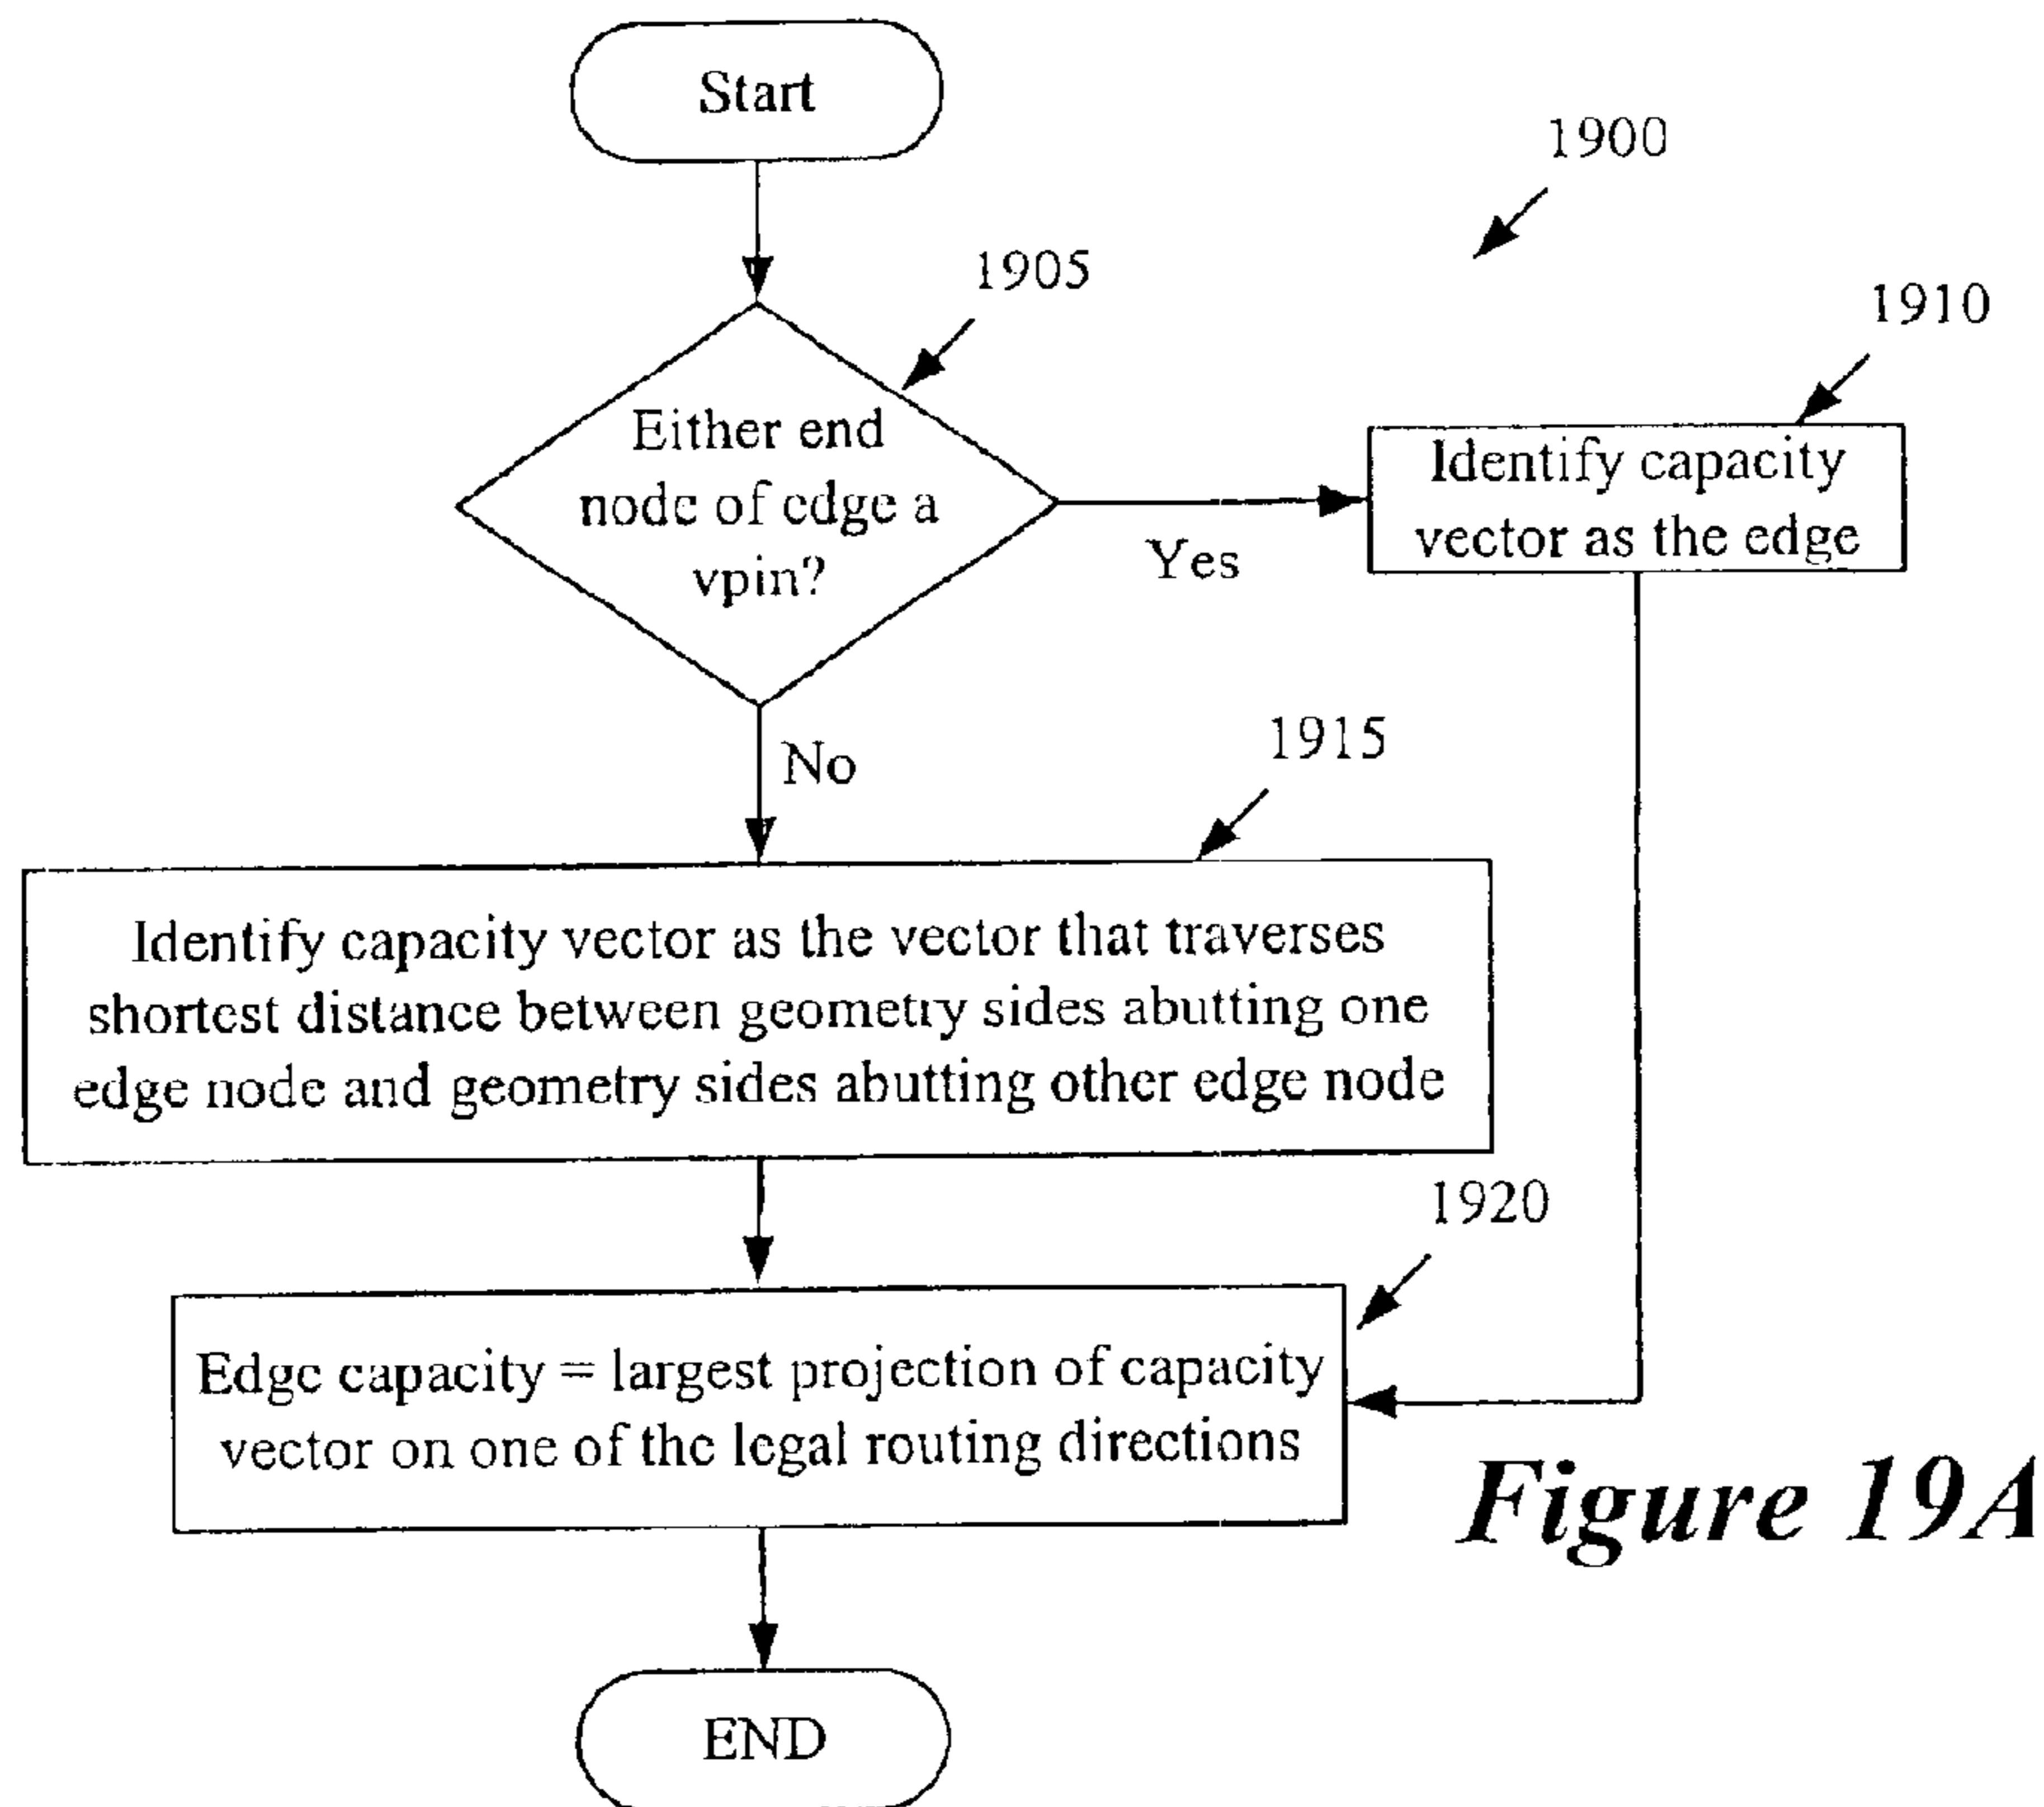 Start
1900
1905
1910
Either end
node of edge a
vpin?
Yes
Identify capacity
vector as the edge
No
1915
Identify capacity vector as the vector that traverses
shortest distance between geometry sides abutting one
edge node and geometry sides abutting other edge node
1920
Edge capacity = largest projection of capacity
vector on one of the legal routing directions
Figure 19A
END